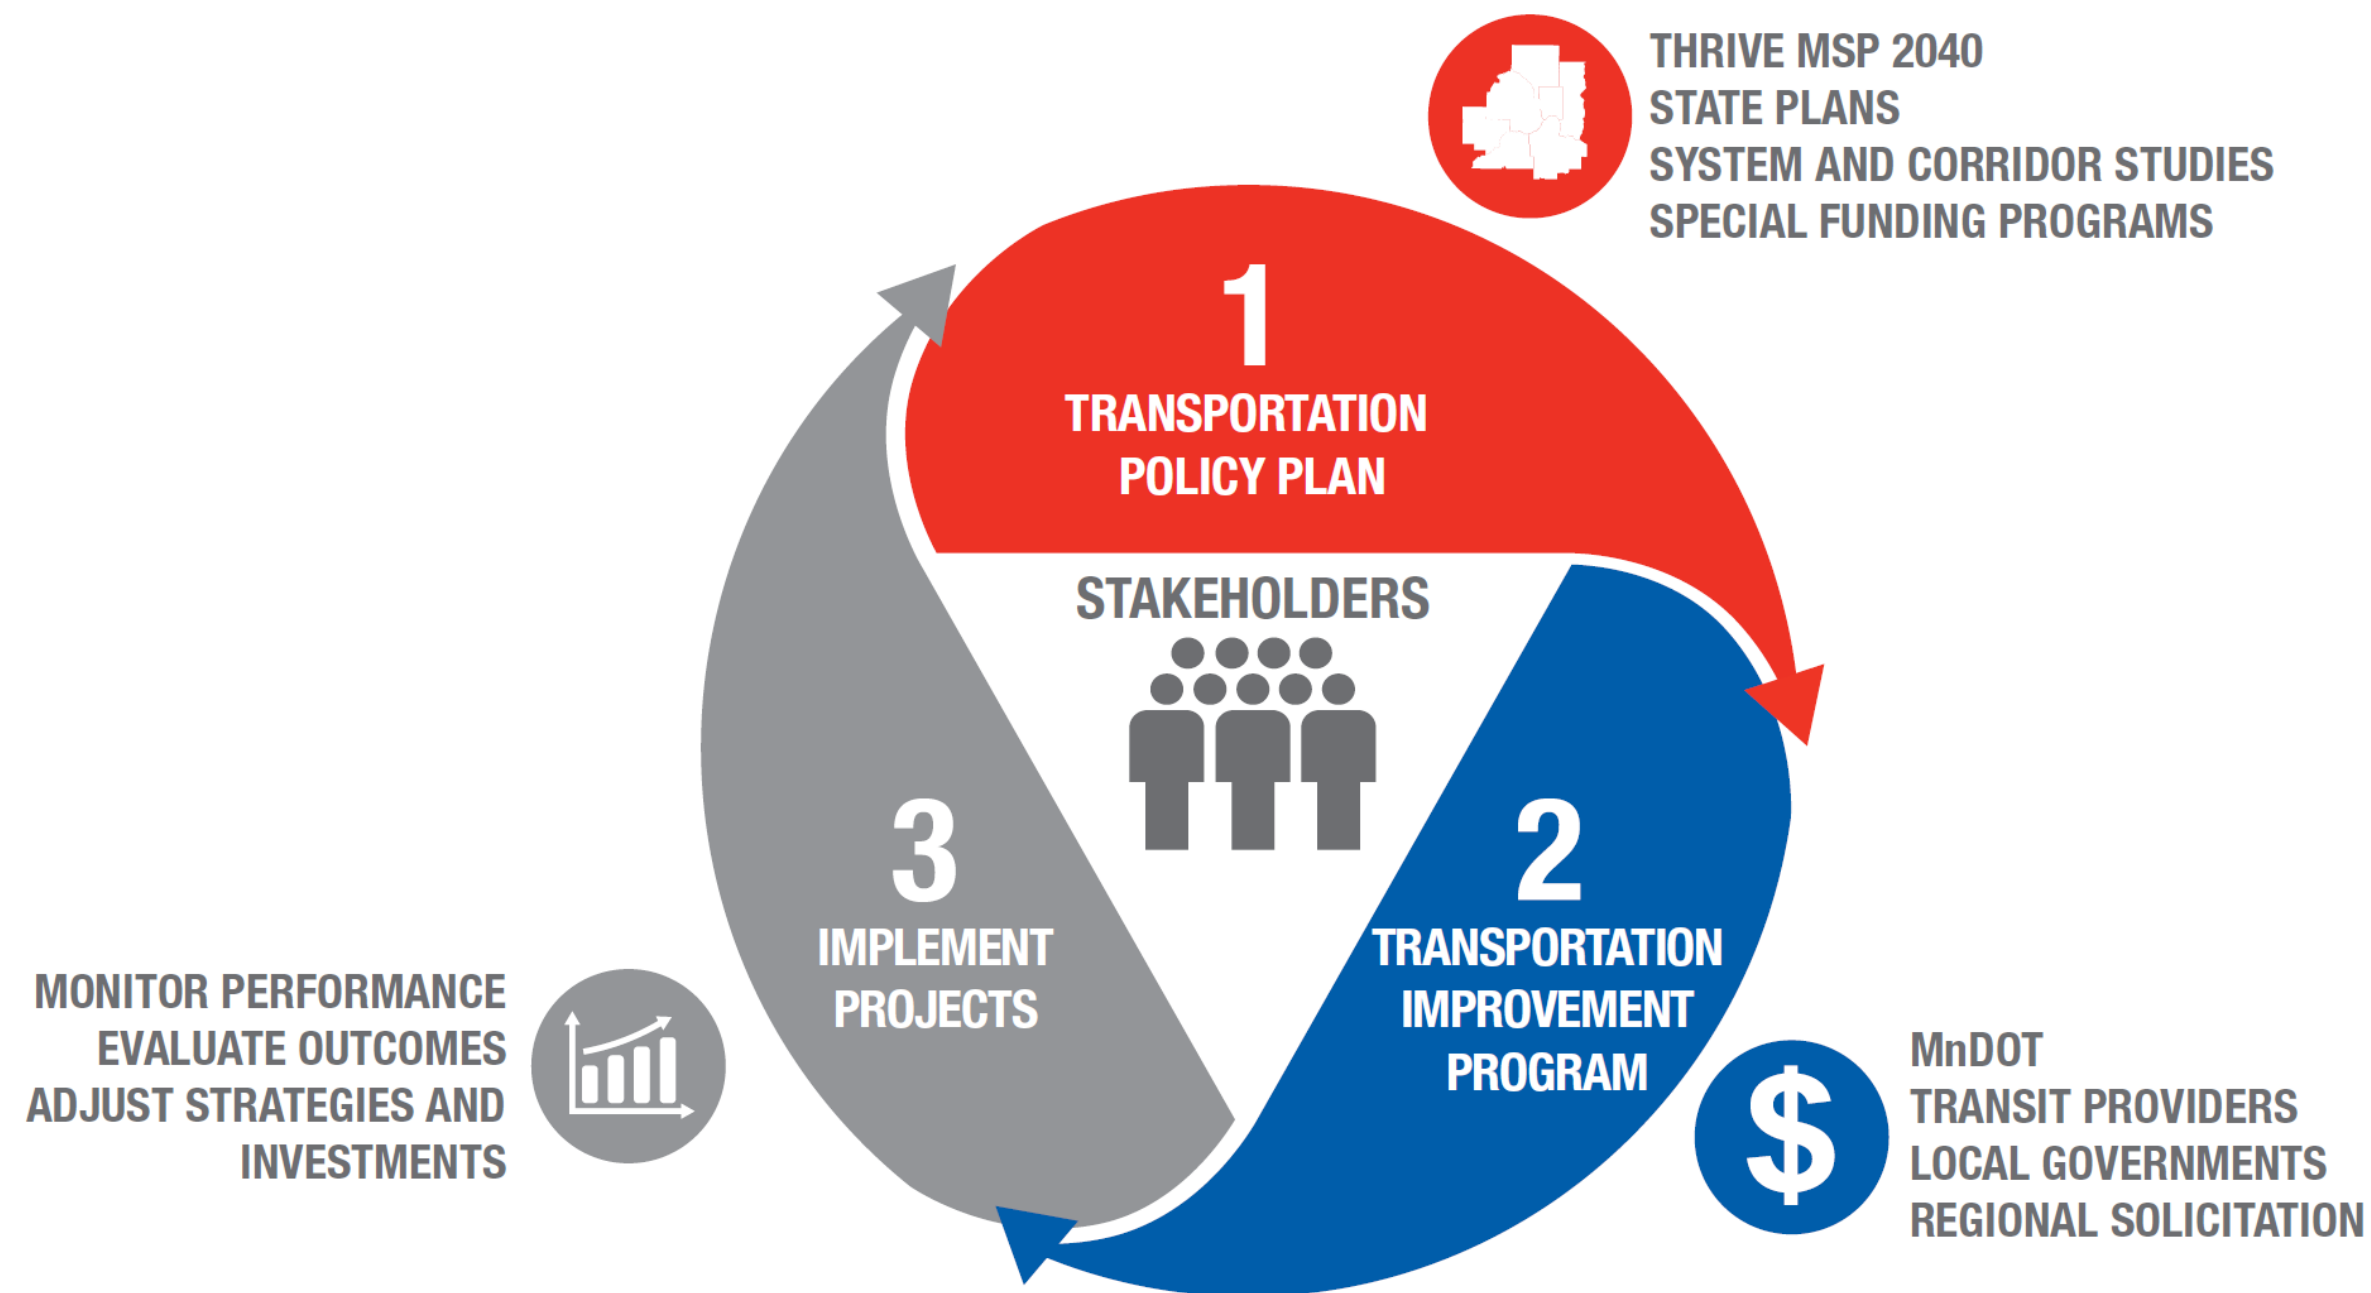 THRIVE MSP 2040
STATE PLANS
SYSTEM AND CORRIDOR STUDIES
SPECIAL FUNDING PROGRAMS
1
TRANSPORTATION
POLICY PLAN
STAKEHOLDERS
2
TRANSPORTATION
IMPROVEMENT
PROGRAM
$
MnDOT
TRANSIT PROVIDERS
LOCAL GOVERNMENTS
REGIONAL SOLICITATION
3
IMPLEMENT
PROJECTS
MONITOR PERFORMANCE
EVALUATE OUTCOMES
ADJUST STRATEGIES AND
INVESTMENTS